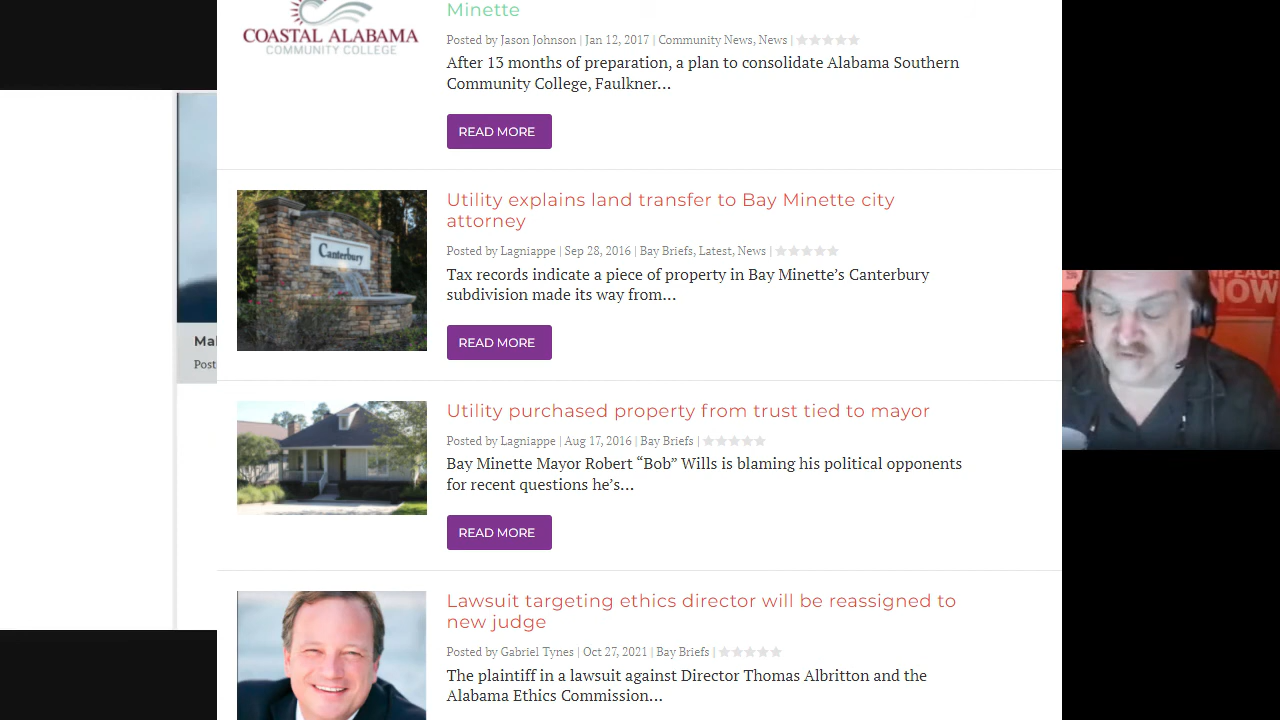 Minette
COASTAL ALABAMA
COMMUNITY COLLEGE
Posted by Jason Johnson | Jan 12, 2017 | Community News, News |
After 13 months of preparation, a plan to consolidate Alabama Southern
Community College, Faulkner...
READ MORE
Utility explains land transfer to Bay Minette city
attorney
Canterbury
Posted by Lagniappe | Sep 28, 2016 | Bay Briefs, Latest, News |
Tax records indicate a piece of property in Bay Minette’s Canterbury
subdivision made its way from...
READ MORE
Utility purchased property from trust tied to mayor
Posted by Lagniappe | Aug 17, 2016 | Bay Briefs |
Bay Minette Mayor Robert “Bob” Wills is blaming his political opponents
for recent questions he’s...
READ MORE
Lawsuit targeting ethics director will be reassigned to
new judge
Posted by Gabriel Tynes | Oct 27, 2021 | Bay Briefs |
The plaintiff in a lawsuit against Director Thomas Albritton and the
Alabama Ethics Commission...
Mal
Post
IMPEACH
NOW